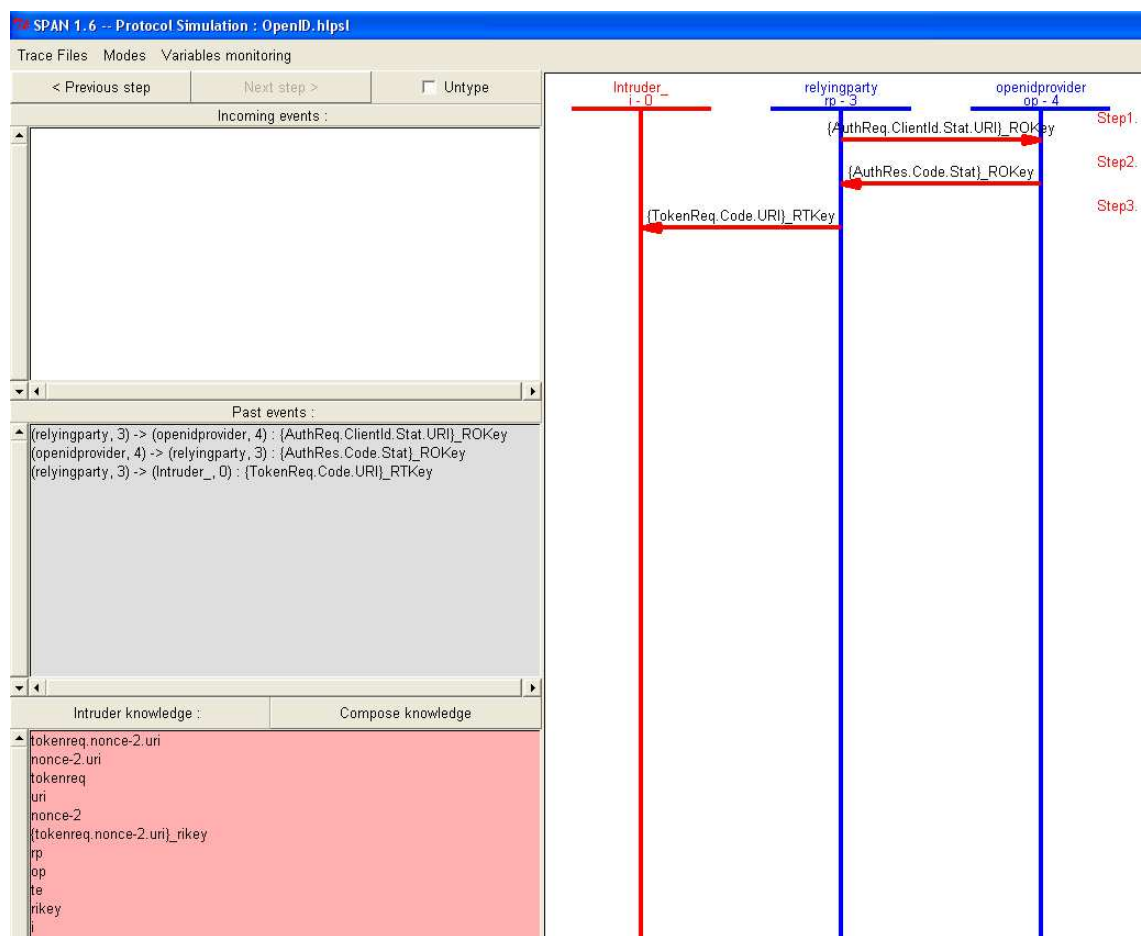 SPAN 1.6 -- Protocol Simulation : OpenID.hlpsl
Trace Files Modes Variables monitoring
< Previous step Next step > Untype
Incoming events :
Past events :
(relyingparty, 3) -> (openidprovider, 4) : {AuthReq.ClientId.Stat.URI}_ROKey
(openidprovider, 4) -> (relyingparty, 3) : {AuthRes.Code.Stat}_ROKey
(relyingparty, 3) -> (Intruder_, 0) : {TokenReq.Code.URI}_RTKey
Intruder knowledge : Compose knowledge
tokenreq.nonce-2.uri
nonce-2.uri
tokenreq
uri
nonce-2
{tokenreq.nonce-2.uri}_rikey
rp
op
te
rikey
i
Intruder_ relyingparty openidprovider
i - 0 rp - 3 op - 4
{AuthReq.ClientId.Stat.URI}_ROKey Step1.
{AuthRes.Code.Stat}_ROKey Step2.
{TokenReq.Code.URI}_RTKey Step3.